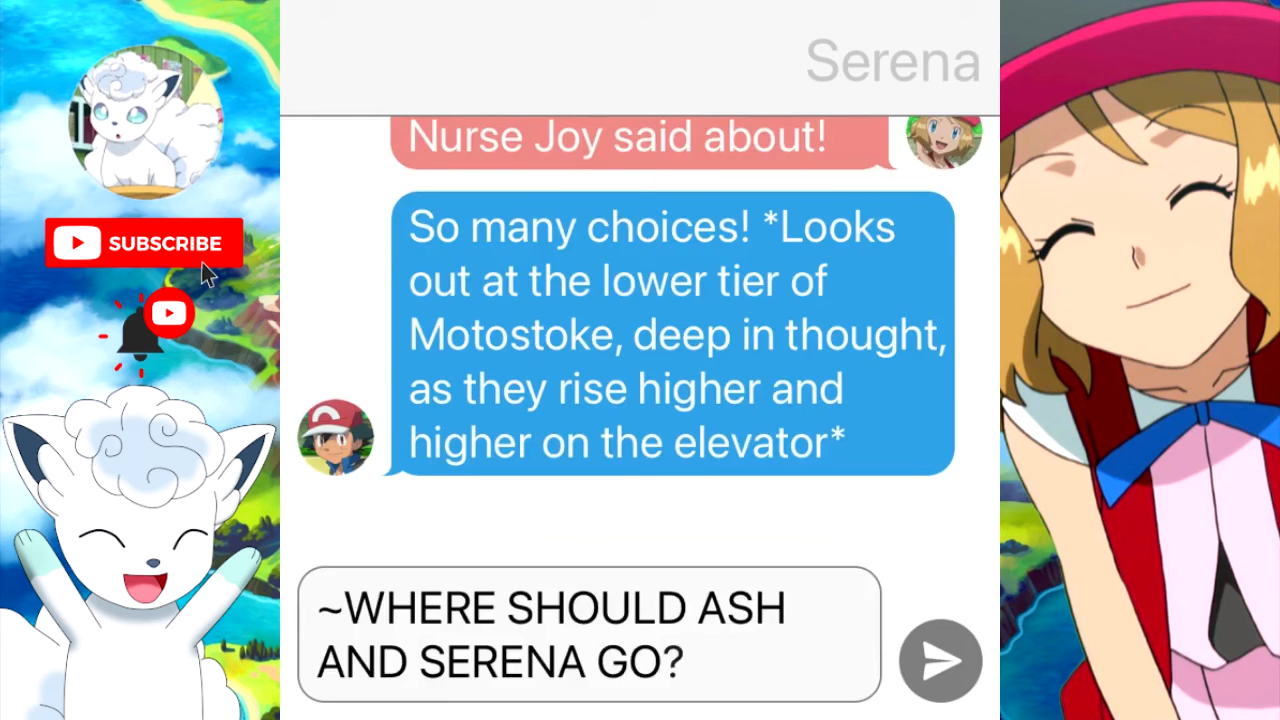 Serena
Nurse Joy said about!
So many choices! *Looks
out at the lower tier of
Motostoke, deep in thought,
as they rise higher and
higher on the elevator*
SUBSCRIBE
~WHERE SHOULD ASH
AND SERENA GO?